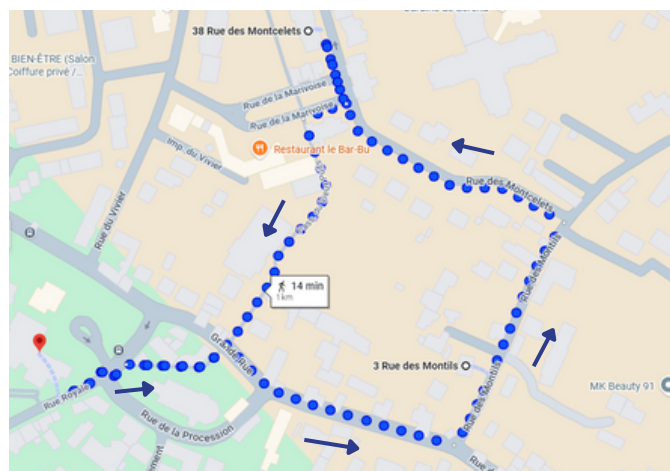 38 Rue des Montcelets
BIEN-ÊTRE (Salon
Coiffure privé /...
Rue de la Marivoise
Rue de la Marivoise
Restaurant le Bar-Bu
Imp. du Vivier
Rue des Montcelets
Rue du Vivier
Rue des Montils
14 min
1 km
Grande Rue
3 Rue des Montils
Rue des Montils
MK Beauty 91
Rue Royale
Rue de la Procession